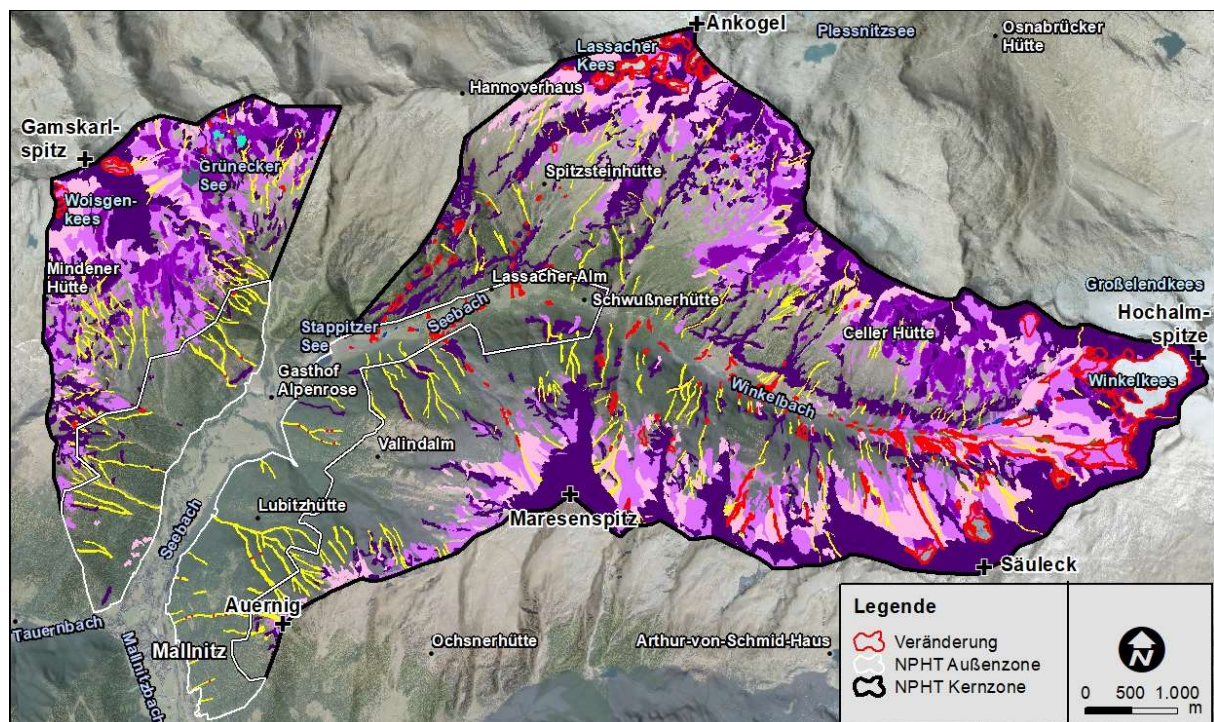 Ankogel
Plessnitzsee
Osnabrücker
Hütte
Lassacher
Kees
Hannoverhaus
Gamskarl-
spitz
Grünecker
See
Woisgen-
kees
Spitzsteinhütte
Mindener
Hütte
Lassacher-Alm
Schwußnerhütte
Seebach
Stappitzer
See
Großelendkees
Hochalm-
spitze
Celler Hütte
Winkelkees
Gasthof
Alpenrose
Winkelbach
Valindalm
Lubitzhütte
Maresenspitz
Seebach
Säuleck
Auernig
Tauernbach
Mallnitz
Mallnitzbach
Ochsnerhütte
Arthur-von-Schmid-Haus
Legende
Veränderung
NPHT Außenzone
NPHT Kernzone
N
0 500 1.000
m